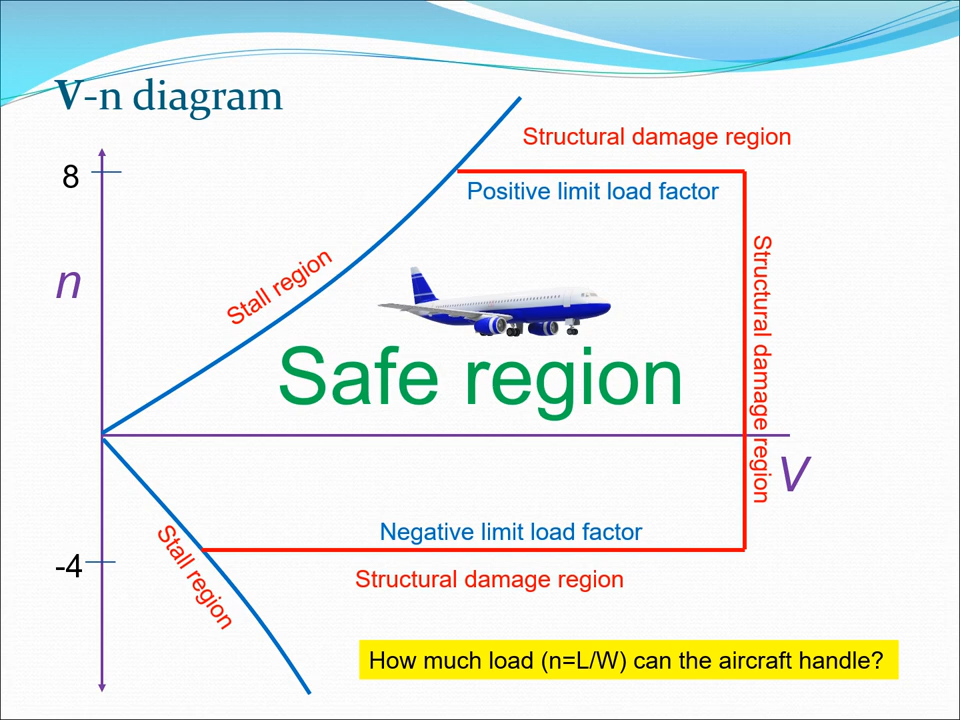 V-n diagram
Structural damage region
8
Positive limit load factor
Structural damage region
Stall region
n
Safe region
V
Negative limit load factor
Stall region
-4
Structural damage region
How much load (n=L/W) can the aircraft handle?